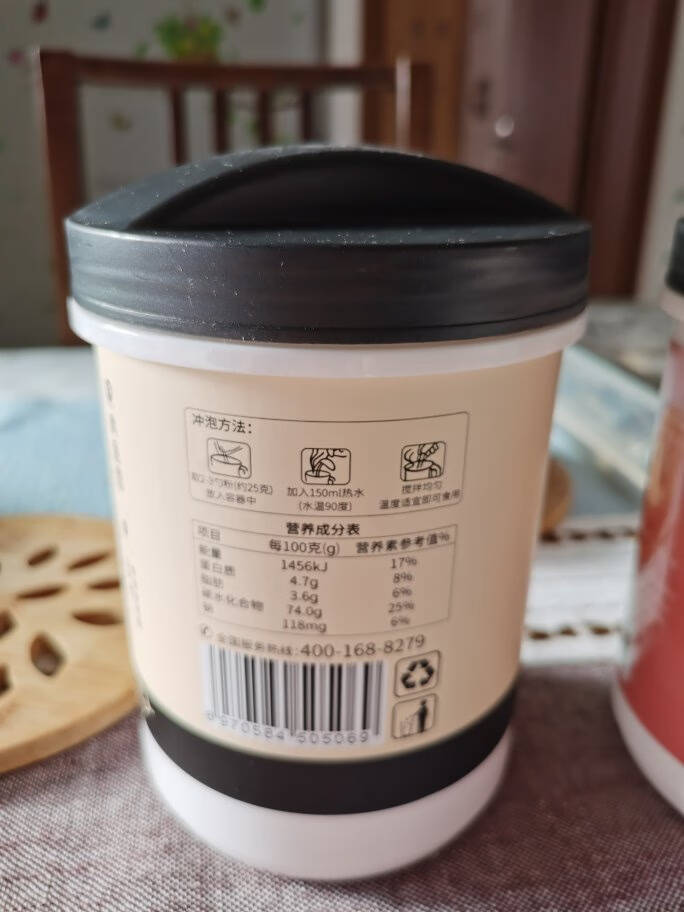 冲泡方法:
取2-3勺粉(约25克)
放入容器中
加入150ml热水
(水温90度)
搅拌均匀
温度适宜即可食用
营养成分表
项目 每100克(g) 营养素参考值%
能量 1456kJ 17%
蛋白质 4.7g 8%
脂肪 3.6g 6%
碳水化合物 74.0g 25%
钠 118mg 6%
全国服务热线:400-168-8279
6970584 505069